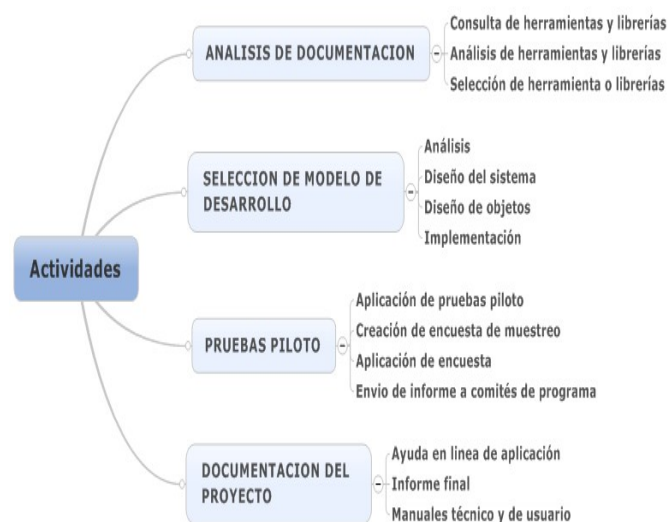 Actividades
ANALISIS DE DOCUMENTACION
Consulta de herramientas y librerías
Análisis de herramientas y librerías
Selección de herramienta o librerías
SELECCION DE MODELO DE
DESARROLLO
Análisis
Diseño del sistema
Diseño de objetos
Implementación
PRUEBAS PILOTO
Aplicación de pruebas piloto
Creación de encuesta de muestreo
Aplicación de encuesta
Envio de informe a comités de programa
DOCUMENTACION DEL
PROYECTO
Ayuda en linea de aplicación
Informe final
Manuales técnico y de usuario